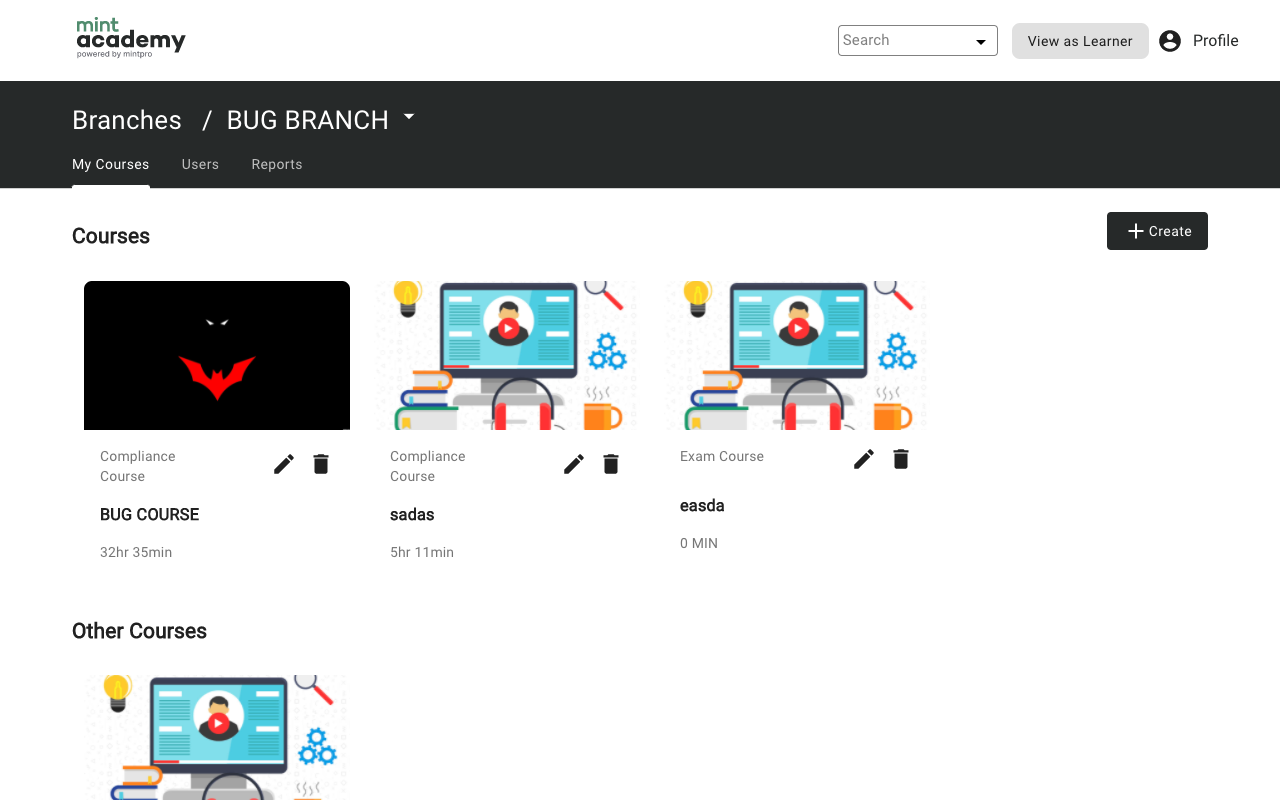 mint
academy
powered by mintpro
Search
View as Learner
Profile
Branches / BUG BRANCH
My Courses
Users
Reports
Courses
Create
Compliance
Course
BUG COURSE
32hr 35min
Compliance
Course
sadas
5hr 11min
Exam Course
easda
0 MIN
Other Courses